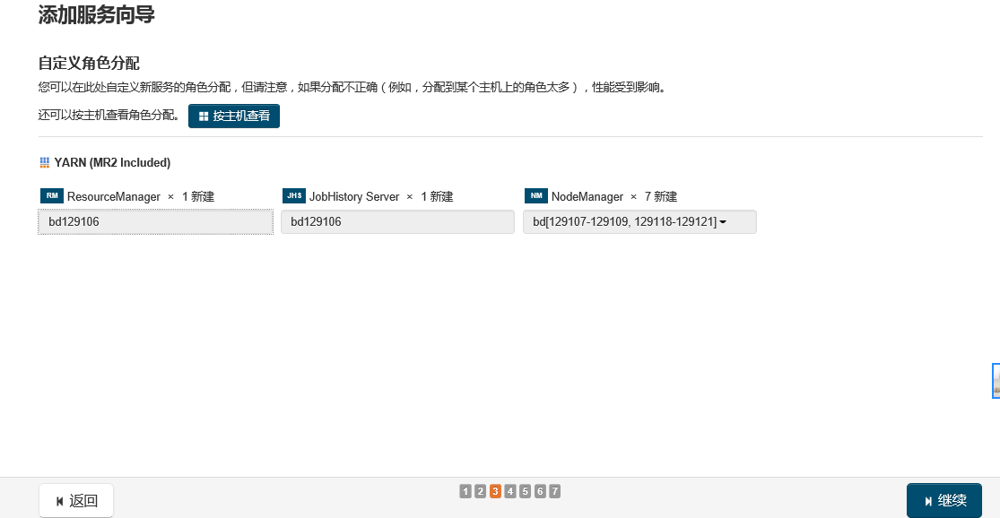 添加服务向导
自定义角色分配
您可以在此处自定义新服务的角色分配，但请注意，如果分配不正确（例如，分配到某个主机上的角色太多），性能受到影响。
还可以按主机查看角色分配。 按主机查看
YARN (MR2 Included)
RM ResourceManager × 1 新建 JHS JobHistory Server × 1 新建 NM NodeManager × 7 新建
bd129106 bd129106 bd[129107-129109, 129118-129121]
返回 1 2 3 4 5 6 7 继续